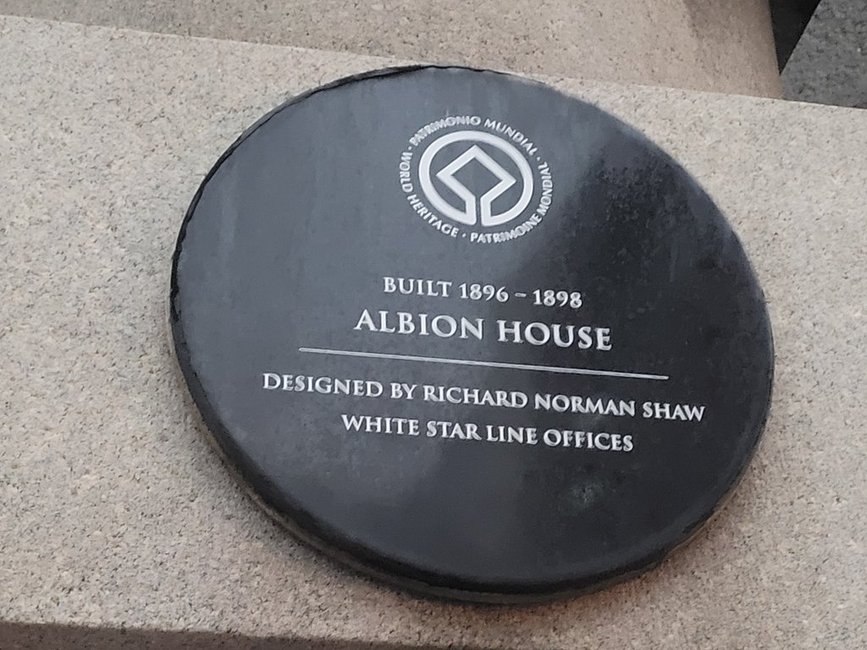 PATRIMONIO MUNDIAL • WORLD HERITAGE • PATRIMOINE MONDIAL •
BUILT 1896 - 1898
ALBION HOUSE
DESIGNED BY RICHARD NORMAN SHAW
WHITE STAR LINE OFFICES